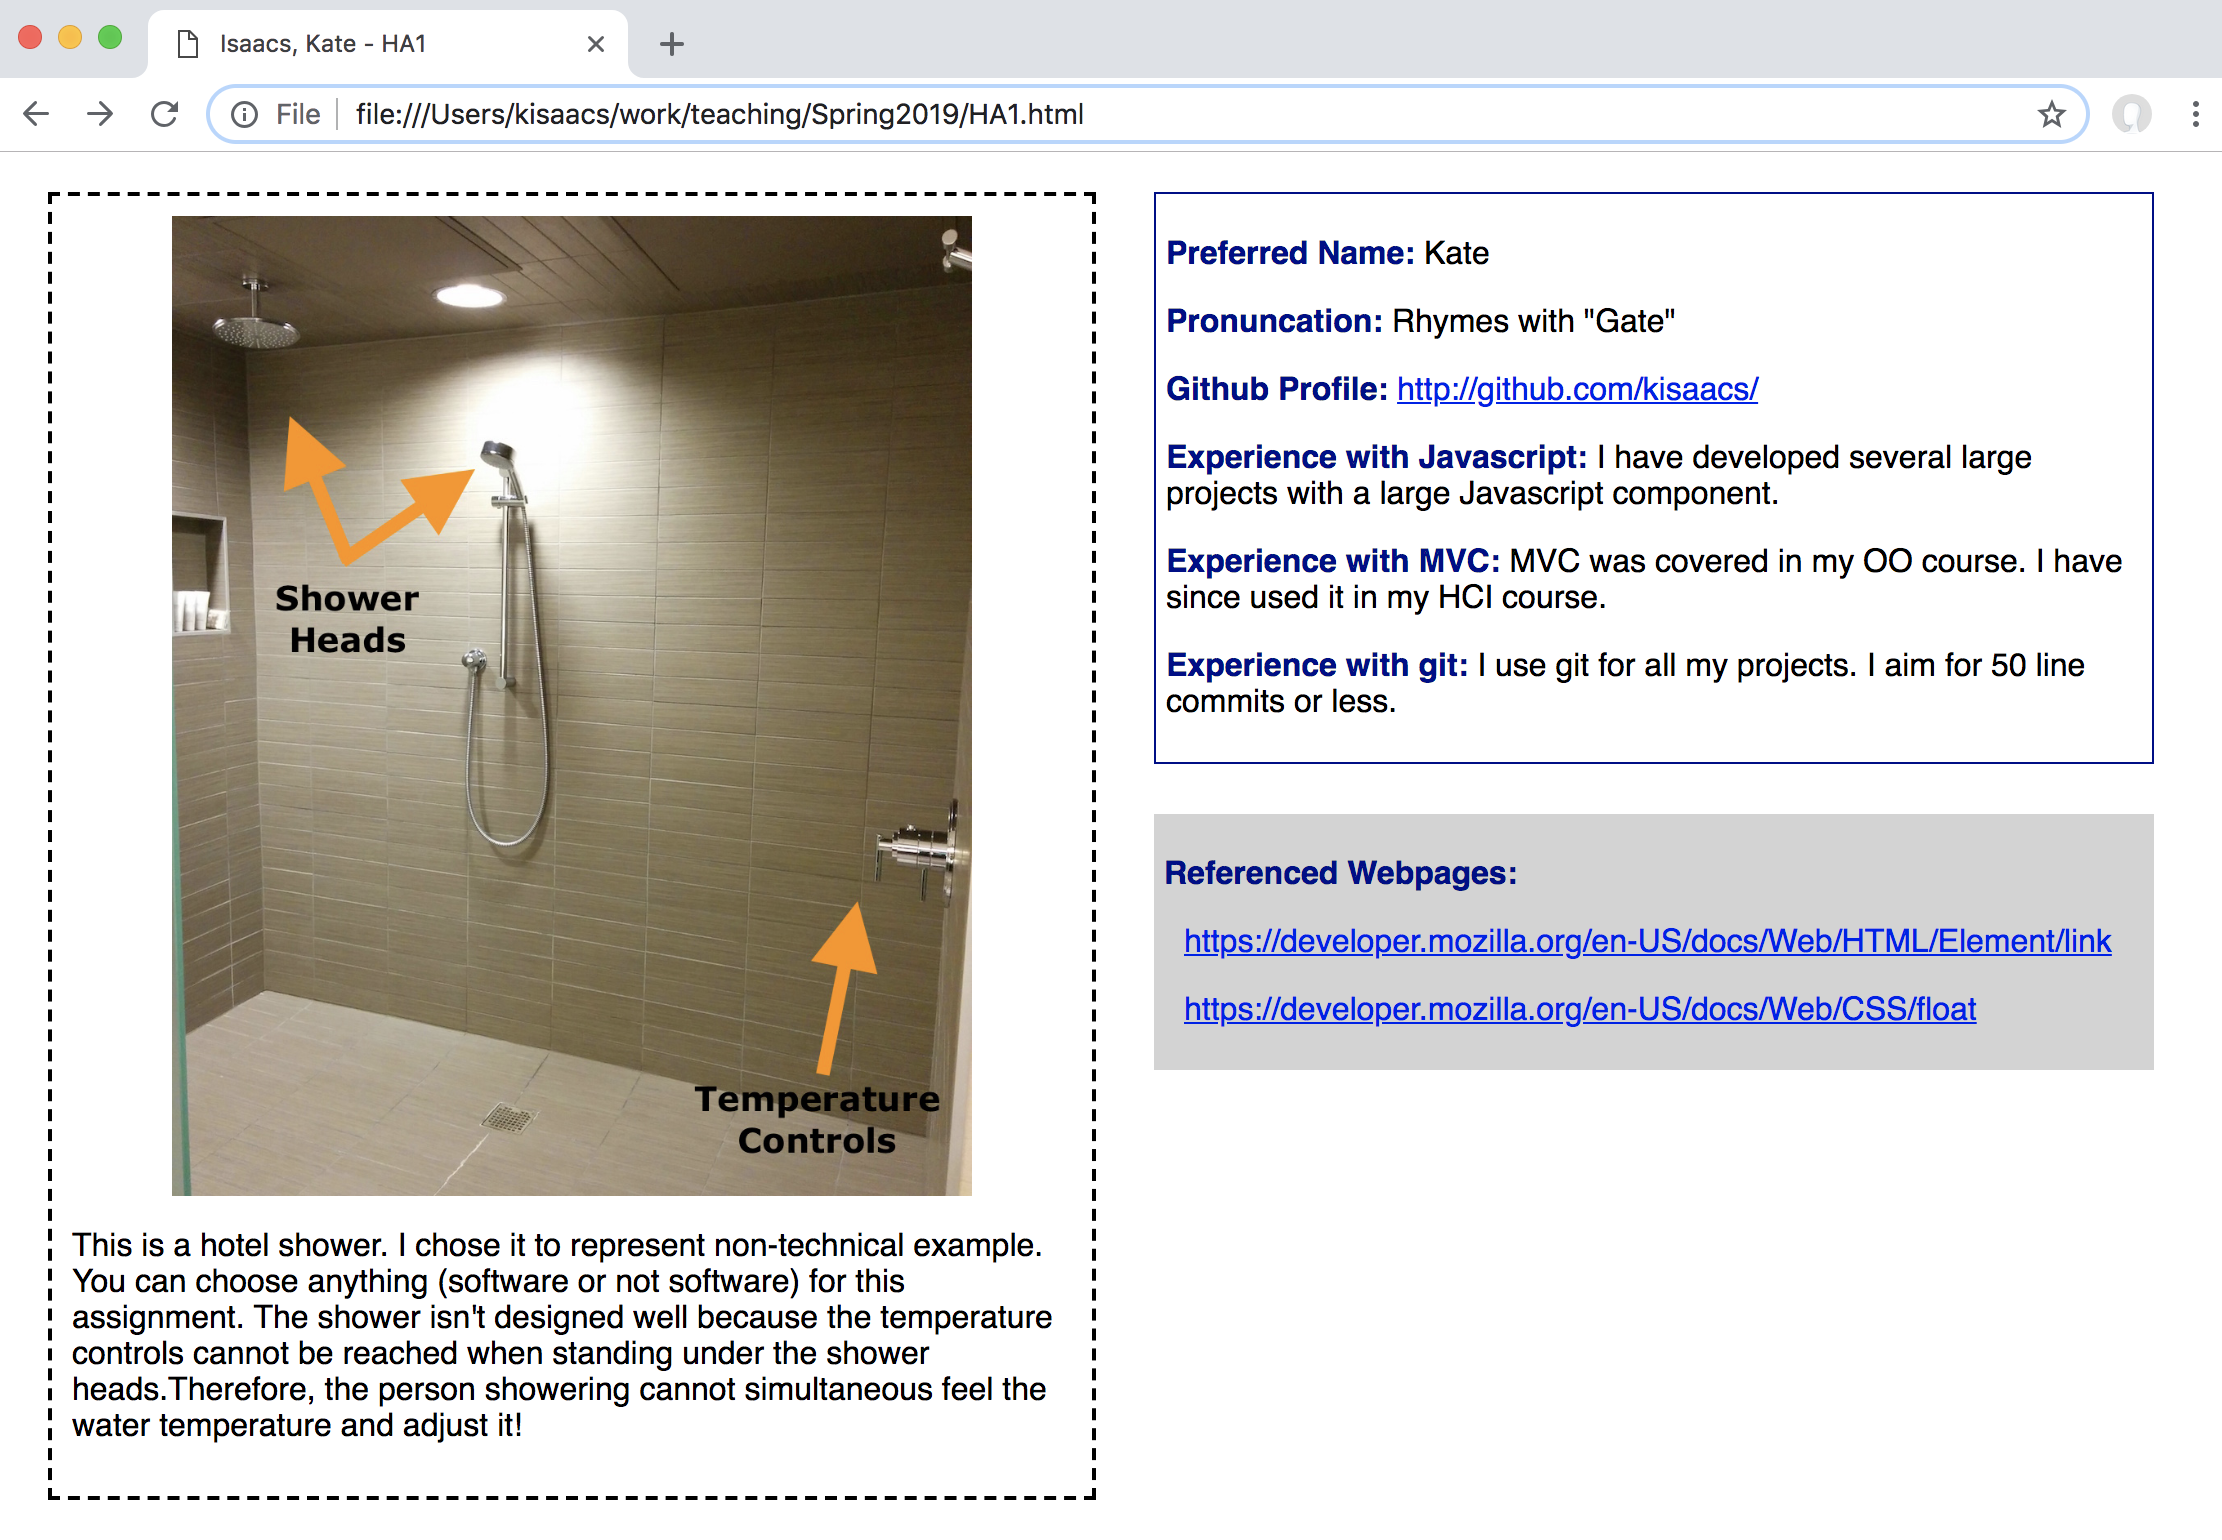 Isaacs, Kate - HA1
File
file:///Users/kisaacs/work/teaching/Spring2019/HA1.html
Shower
Heads
Temperature
Controls
This is a hotel shower. I chose it to represent non-technical example.
You can choose anything (software or not software) for this
assignment. The shower isn't designed well because the temperature
controls cannot be reached when standing under the shower
heads.Therefore, the person showering cannot simultaneous feel the
water temperature and adjust it!
Preferred Name: Kate
Pronuncation: Rhymes with "Gate"
Github Profile: http://github.com/kisaacs/
Experience with Javascript: I have developed several large
projects with a large Javascript component.
Experience with MVC: MVC was covered in my OO course. I have
since used it in my HCI course.
Experience with git: I use git for all my projects. I aim for 50 line
commits or less.
Referenced Webpages:
https://developer.mozilla.org/en-US/docs/Web/HTML/Element/link
https://developer.mozilla.org/en-US/docs/Web/CSS/float